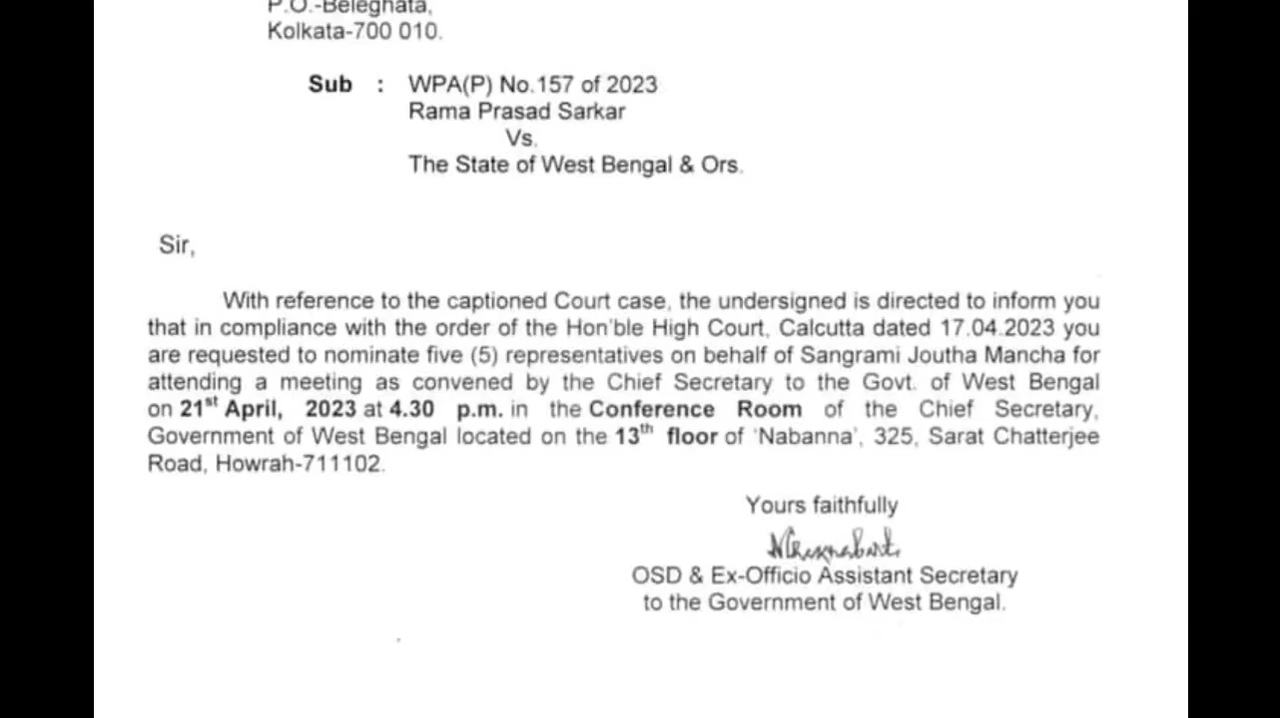 P.O.-Beleghata,
Kolkata-700 010.
Sub : WPA(P) No.157 of 2023
Rama Prasad Sarkar
Vs.
The State of West Bengal & Ors.
Sir,
With reference to the captioned Court case, the undersigned is directed to inform you
that in compliance with the order of the Hon'ble High Court, Calcutta dated 17.04.2023 you
are requested to nominate five (5) representatives on behalf of Sangrami Joutha Mancha for
attending a meeting as convened by the Chief Secretary to the Govt. of West Bengal
on 21st April, 2023 at 4.30 p.m. in the Conference Room of the Chief Secretary,
Government of West Bengal located on the 13th floor of 'Nabanna', 325, Sarat Chatterjee
Road, Howrah-711102.
Yours faithfully
OSD & Ex-Officio Assistant Secretary
to the Government of West Bengal.